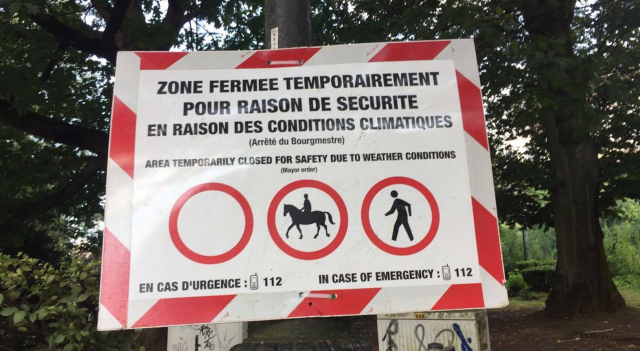 ZONE FERMEE TEMPORAIREMENT
POUR RAISON DE SECURITE
EN RAISON DES CONDITIONS CLIMATIQUES
(Arrêté du Bourgmestre)
AREA TEMPORARILY CLOSED FOR SAFETY DUE TO WEATHER CONDITIONS
(Mayor order)
EN CAS D'URGENCE : 112
IN CASE OF EMERGENCY : 112